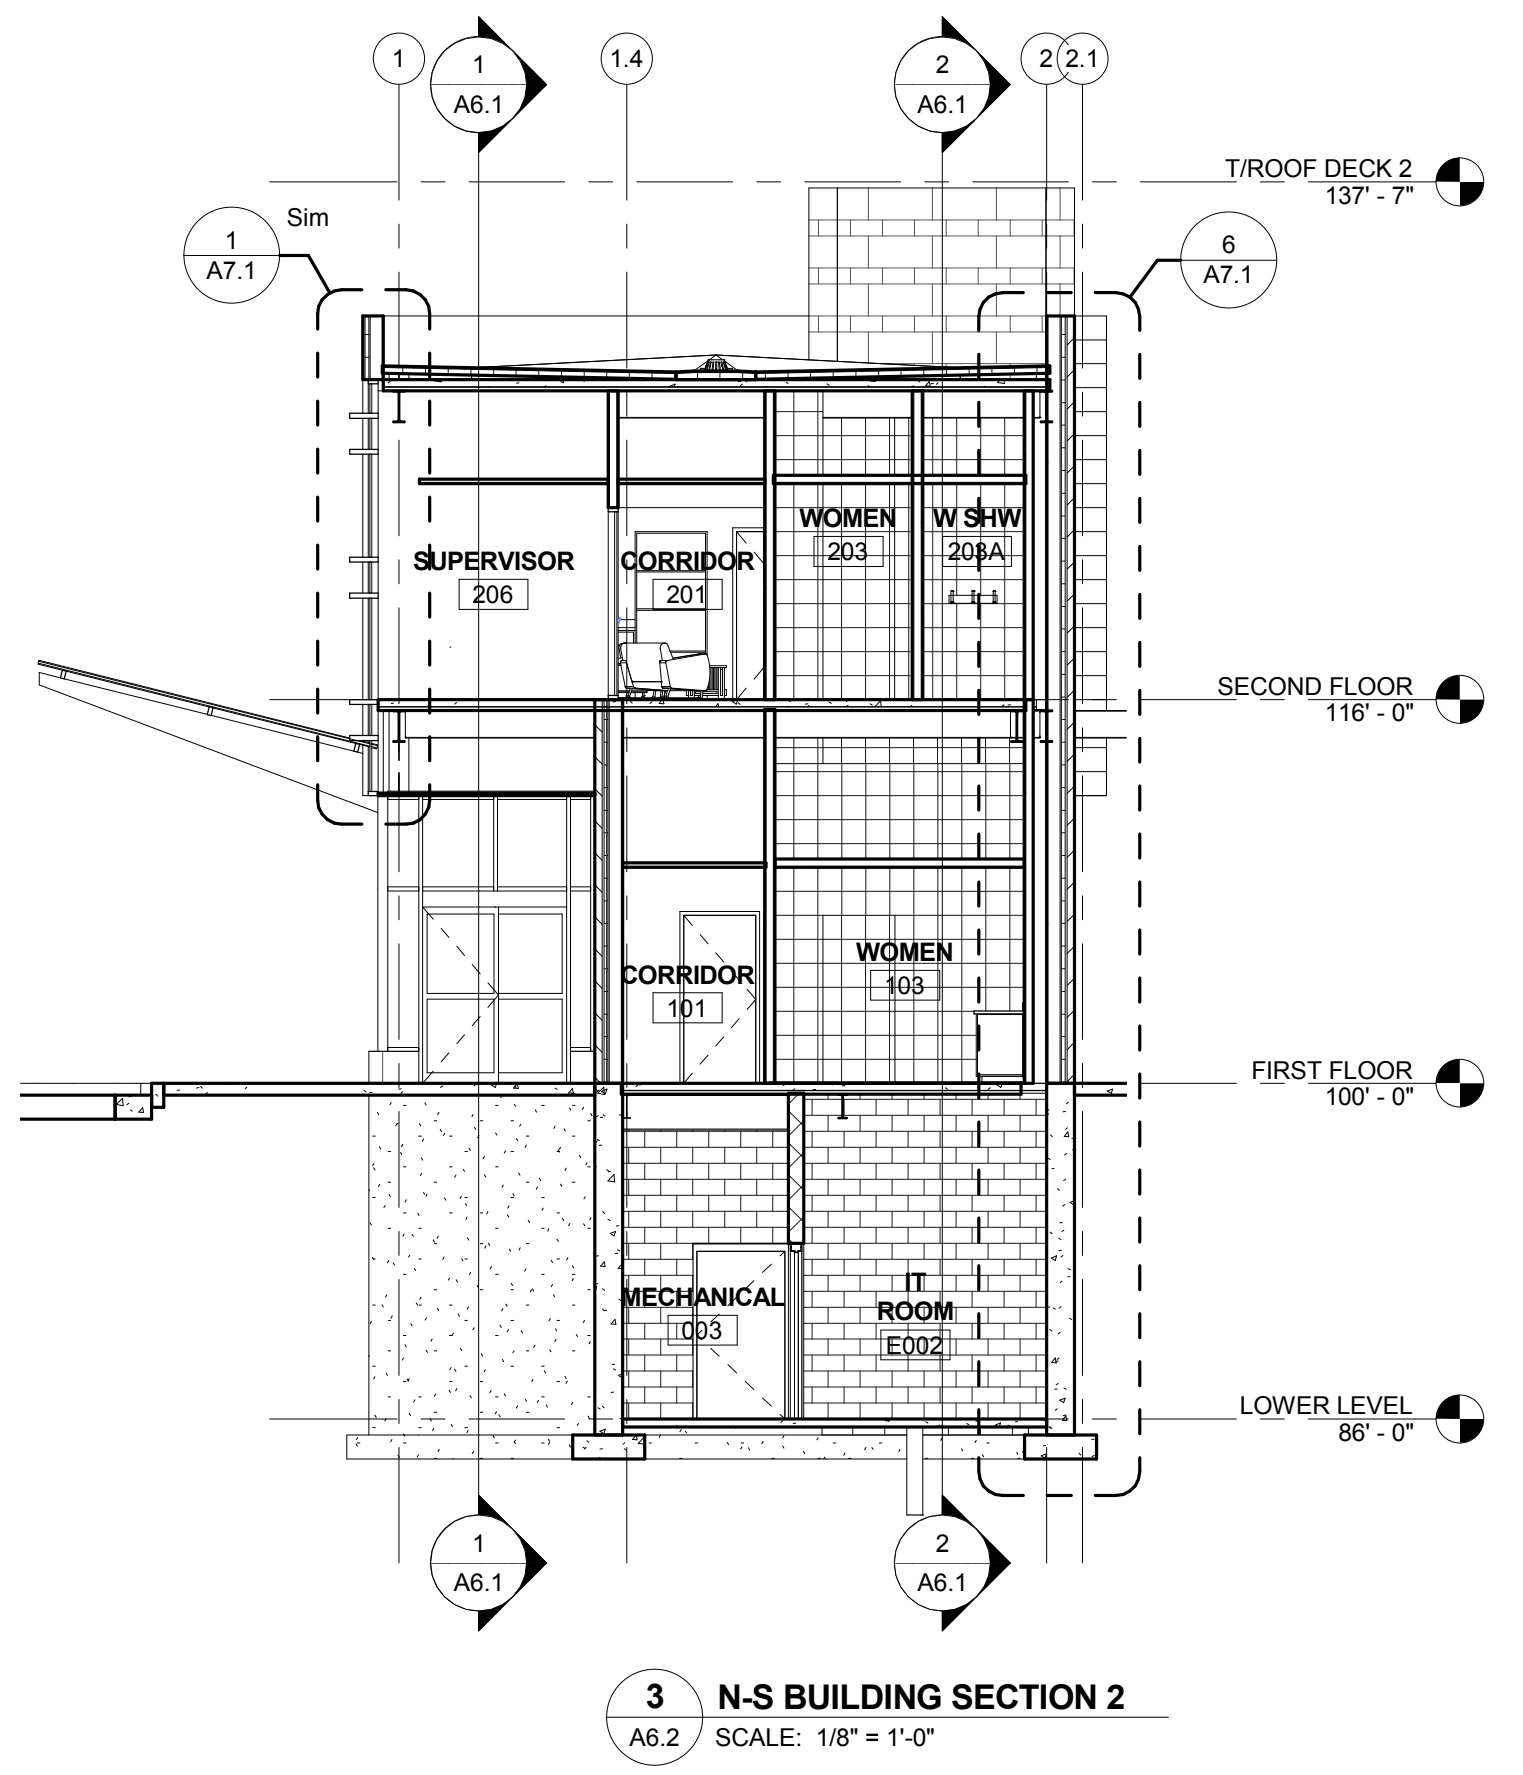 1
1
A6.1
1.4
2
A6.1
2
2.1
T/ROOF DECK 2
137' - 7"
1
A7.1
Sim
6
A7.1
WOMEN
203
W SHW
203A
SUPERVISOR
206
CORRIDOR
201
SECOND FLOOR
116' - 0"
WOMEN
103
CORRIDOR
101
FIRST FLOOR
100' - 0"
IT
ROOM
E002
MECHANICAL
003
LOWER LEVEL
86' - 0"
1
A6.1
2
A6.1
3
A6.2
N-S BUILDING SECTION 2
SCALE: 1/8" = 1'-0"